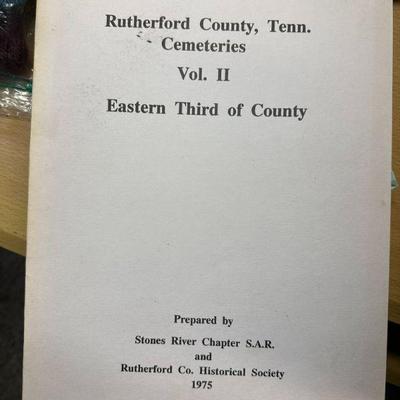 Rutherford County, Tenn.
Cemeteries
Vol. II
Eastern Third of County
Prepared by
Stones River Chapter S.A.R.
and
Rutherford Co. Historical Society
1975